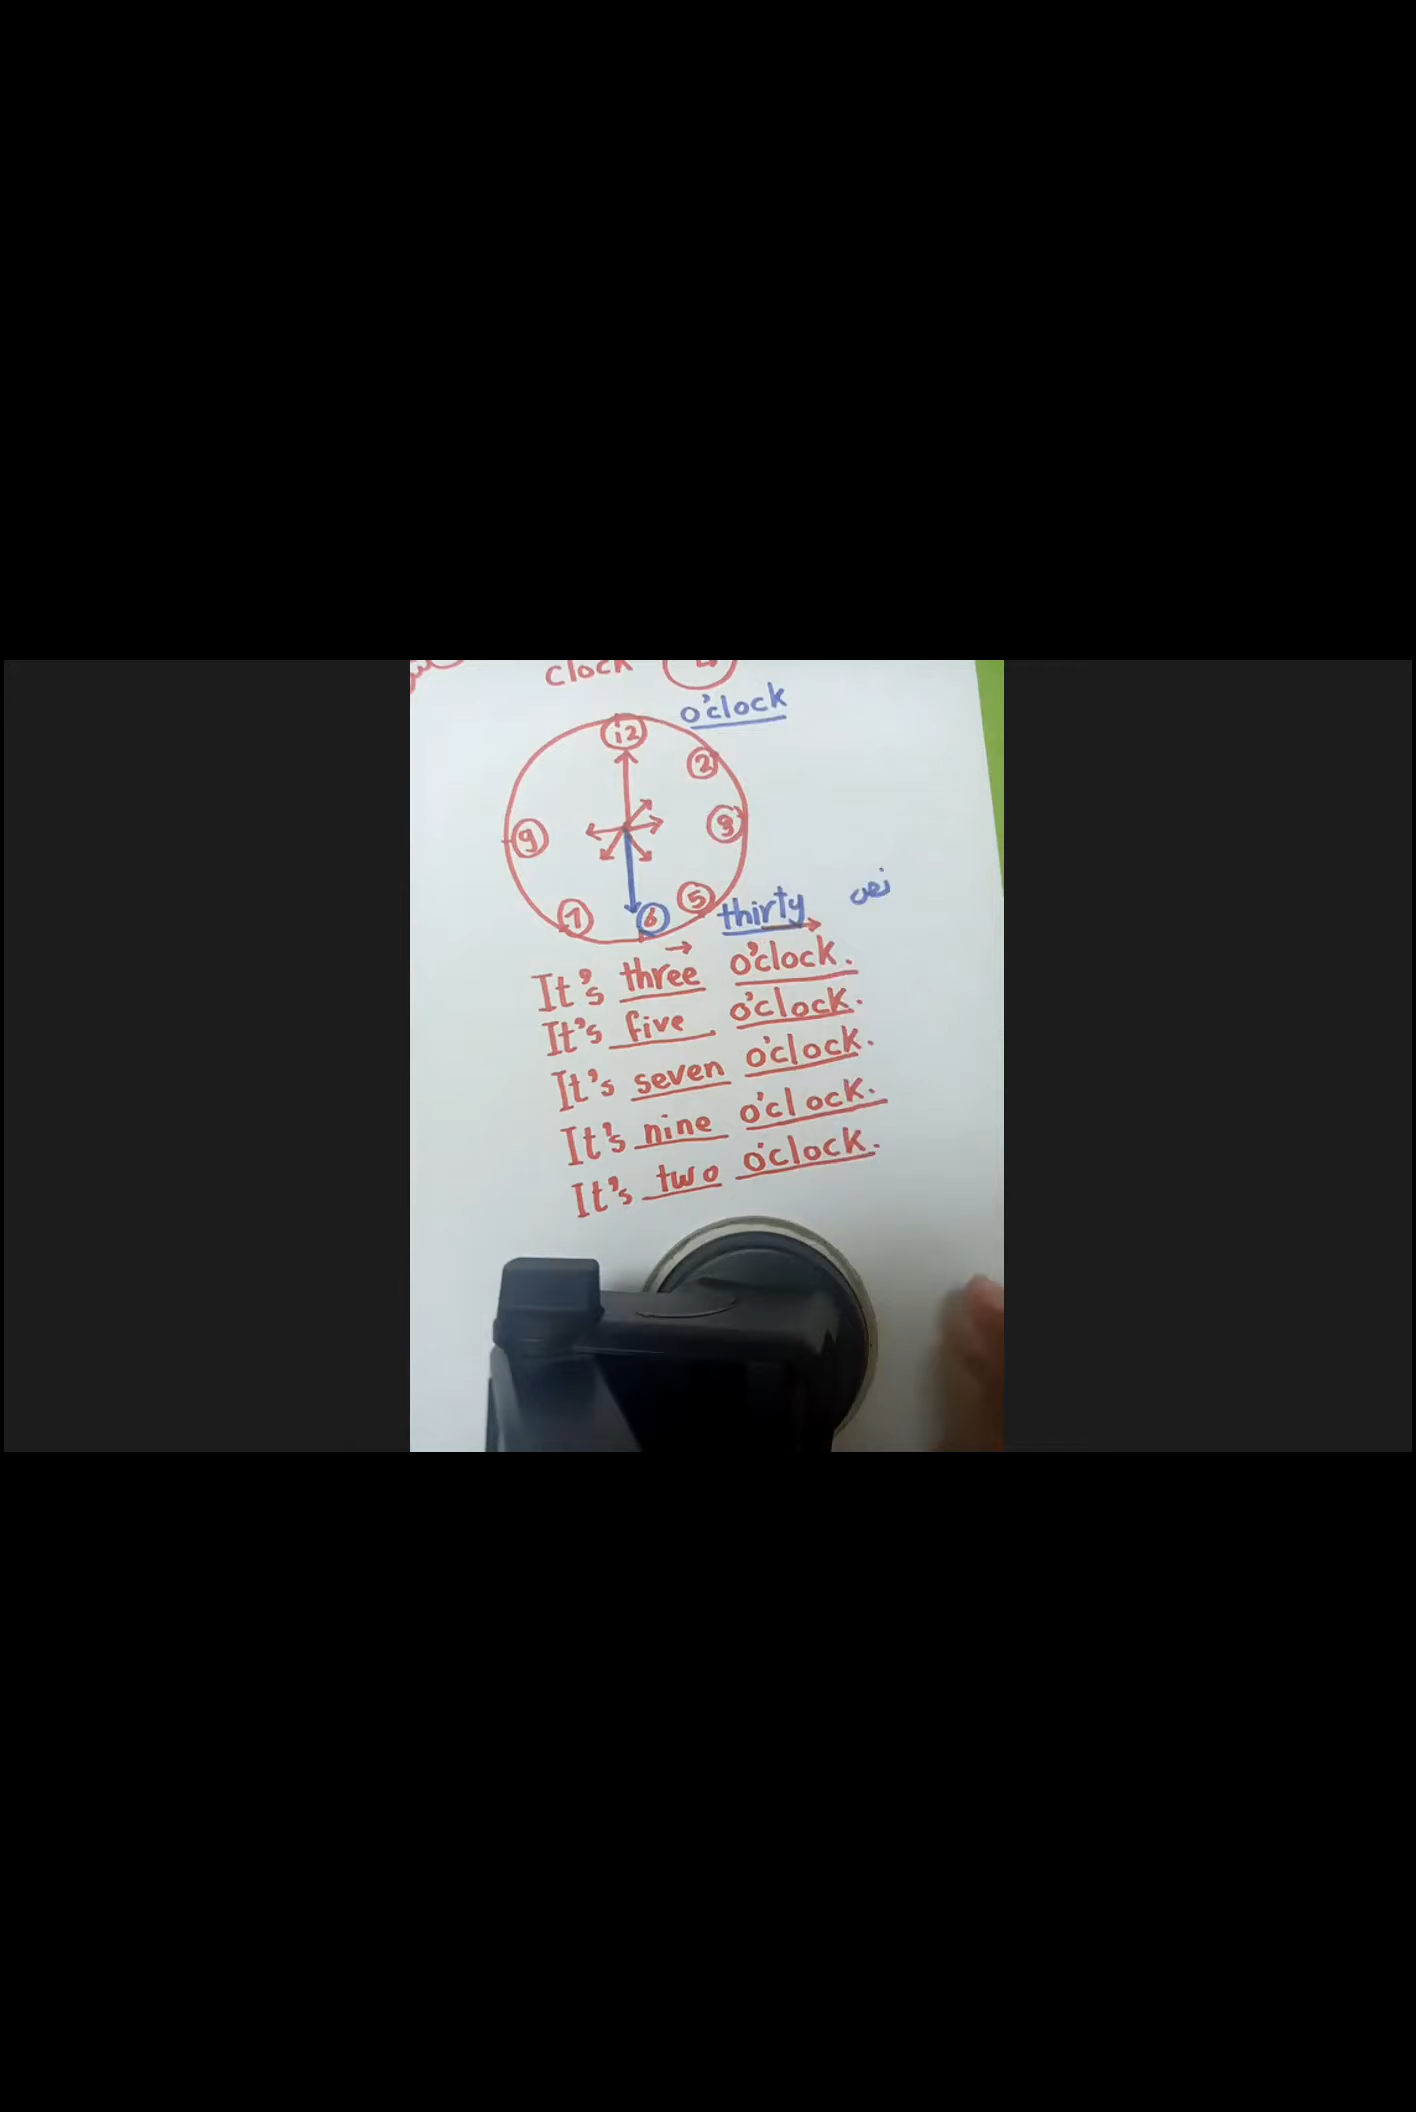 clock
o'clock
12
2
9
3
7
6
5
thirty نص
It's three o'clock.
It's five o'clock.
It's seven o'clock.
It's nine o'clock.
It's two o'clock.